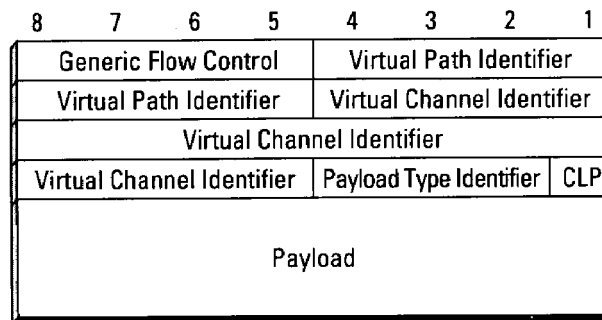 8 7 6 5 4 3 2 1
Generic Flow Control Virtual Path Identifier
Virtual Path Identifier Virtual Channel Identifier
Virtual Channel Identifier
Virtual Channel Identifier Payload Type Identifier CLP
Payload